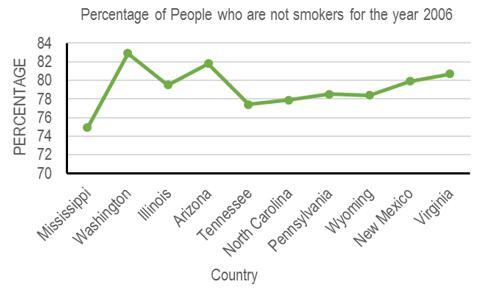 Percentage of People who are not smokers for the year 2006
PERCENTAGE
84
82
80
78
76
74
72
70
Mississippi
Washington
Illinois
Arizona
Tennessee
North Carolina
Pennsylvania
Wyoming
New Mexico
Virginia
Country